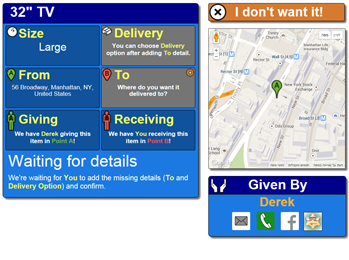 32" TV
Size
Large
Delivery
You can choose Delivery
option after adding To detail.
From
56 Broadway, Manhattan, NY,
United States
To
Where do you want it
delivered to?
Giving
We have Derek giving this
item in Point A!
Receiving
We have You receiving this
item in Point B!
Waiting for details
We're waiting for You to add the missing details (To and
Delivery Option) and confirm.
I don't want it!
A
Given By
Derek